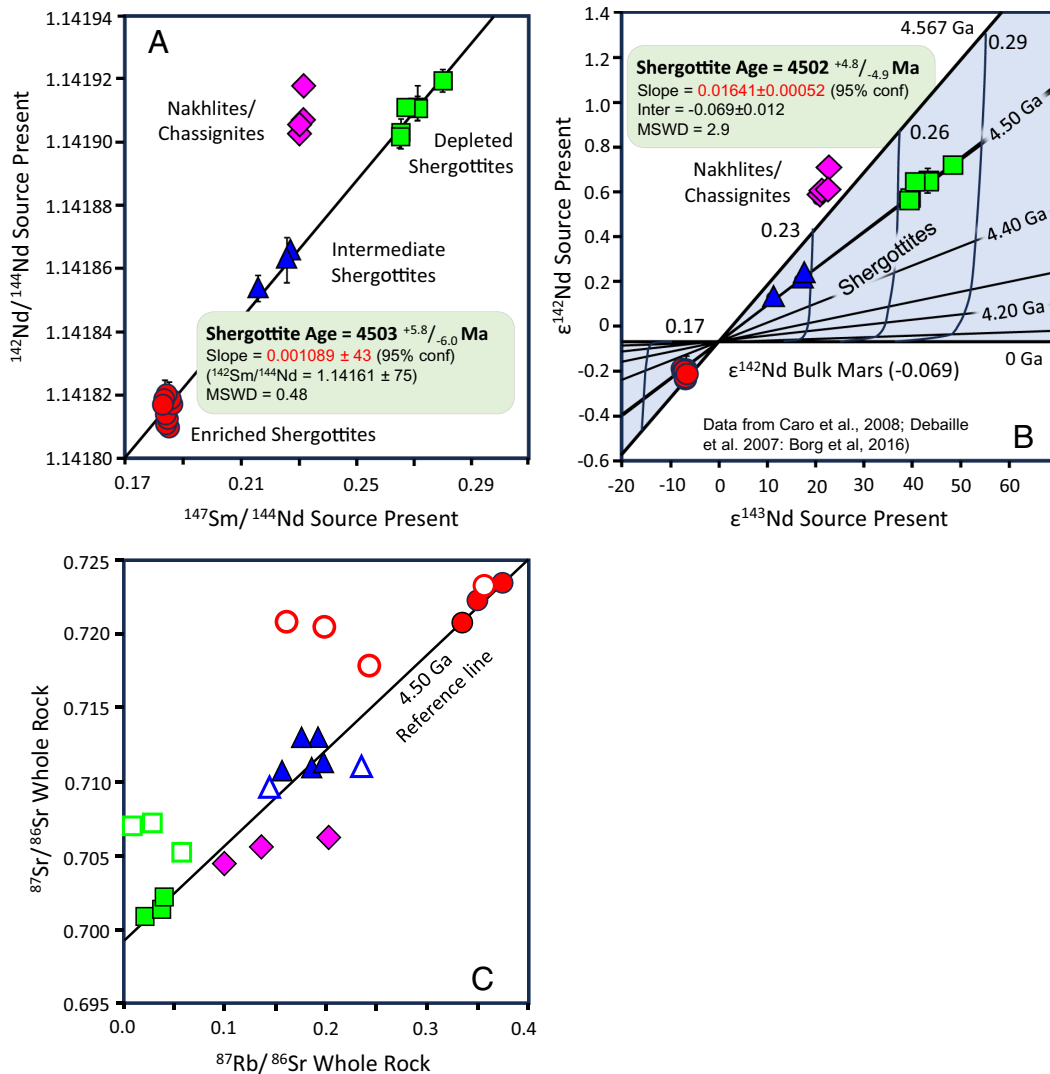 A
1.14194
1.14192
1.14190
1.14188
1.14186
1.14184
1.14182
1.14180
¹⁴²Nd/¹⁴⁴Nd Source Present
Nakhlites/
Chassignites
Depleted
Shergottites
Intermediate
Shergottites
Shergottite Age = 4503 +5.8/-6.0 Ma
Slope = 0.001089 ± 43 (95% conf)
(¹⁴²Sm/¹⁴⁴Nd = 1.14161 ± 75)
MSWD = 0.48
Enriched Shergottites
0.17
0.21
0.25
0.29
¹⁴⁷Sm/¹⁴⁴Nd Source Present
1.4
1.2
1.0
0.8
0.6
0.4
0.2
0
-0.2
-0.4
-0.6
ε¹⁴²Nd Source Present
4.567 Ga
0.29
Shergottite Age = 4502 +4.8/-4.9 Ma
Slope = 0.01641±0.00052 (95% conf)
Inter = -0.069±0.012
MSWD = 2.9
0.26
4.50 Ga
Nakhlites/
Chassignites
0.23
Shergottites
4.40 Ga
4.20 Ga
0.17
0 Ga
ε¹⁴²Nd Bulk Mars (-0.069)
Data from Caro et al., 2008; Debaille
et al. 2007: Borg et al, 2016)
B
-20
-10
0
10
20
30
40
50
60
ε¹⁴³Nd Source Present
0.725
0.720
0.715
0.710
0.705
0.700
0.695
⁸⁷Sr/⁸⁶Sr Whole Rock
4.50 Ga
Reference line
C
0.0
0.1
0.2
0.3
0.4
⁸⁷Rb/⁸⁶Sr Whole Rock